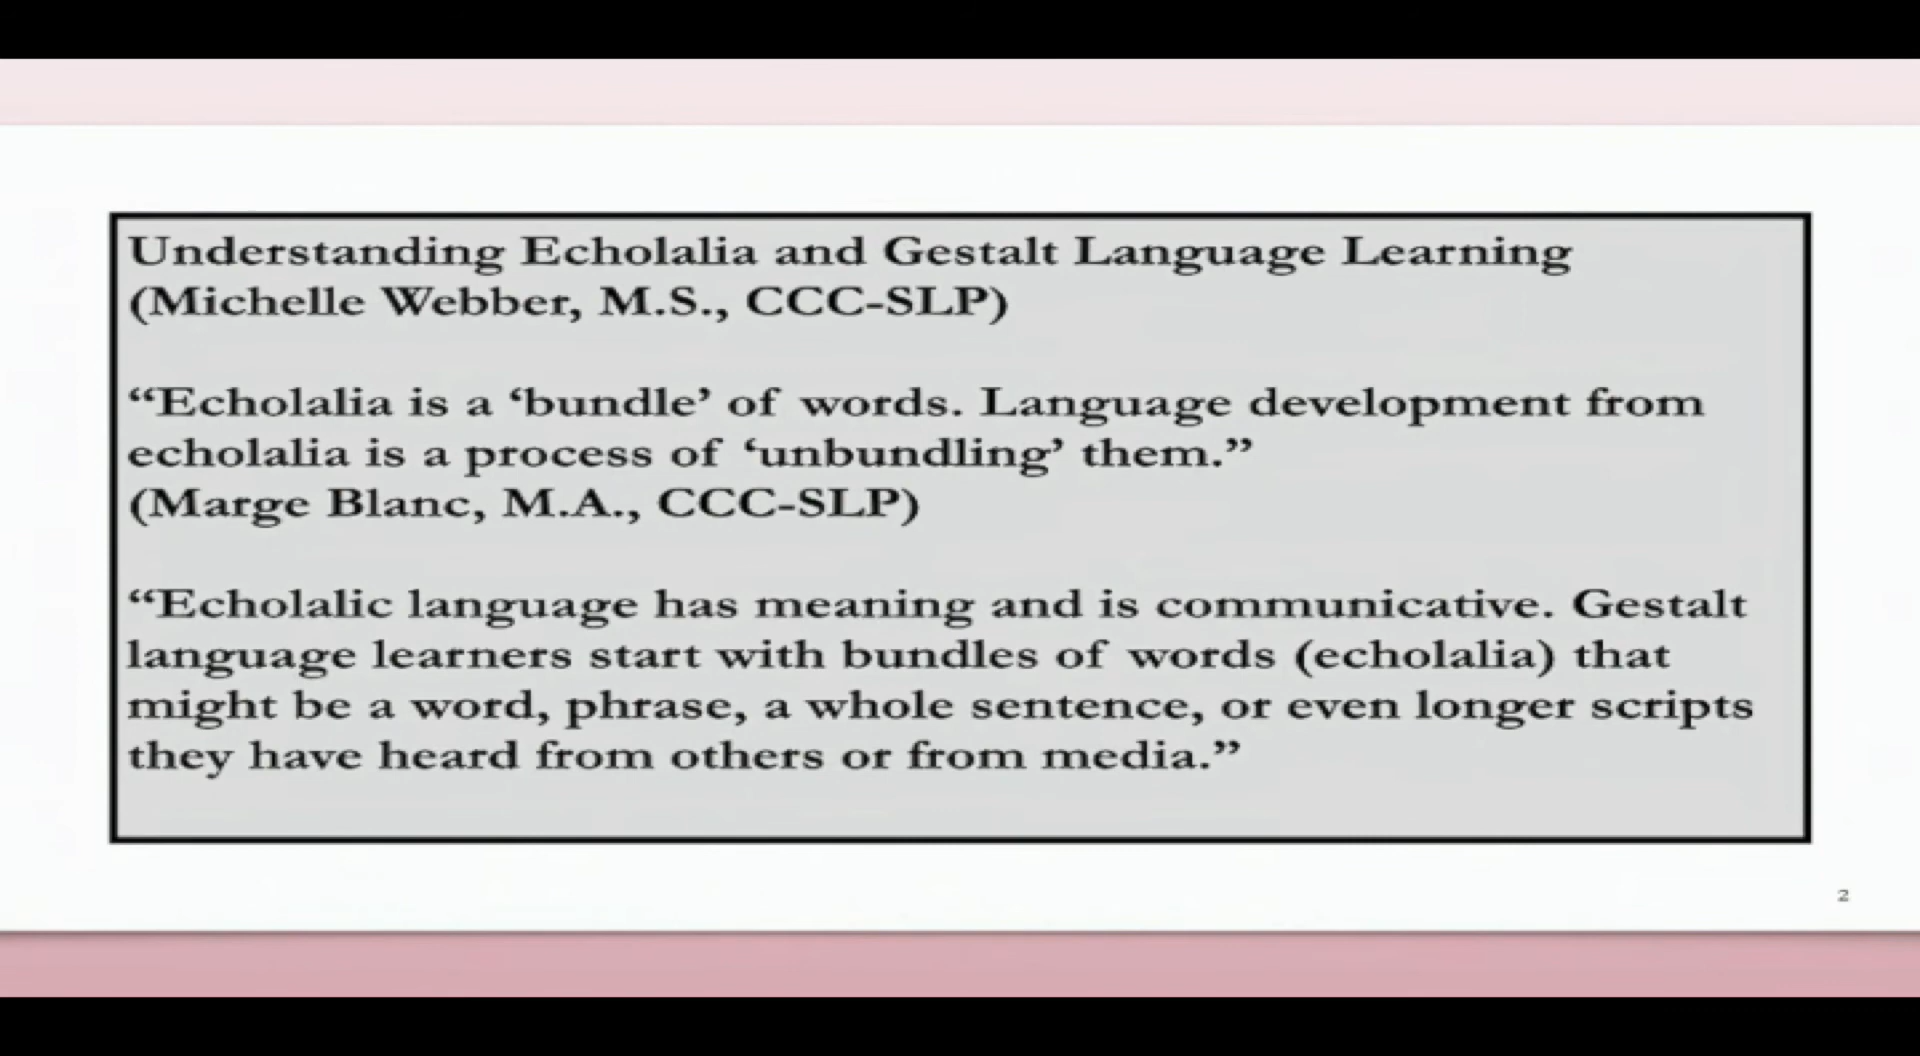 Understanding Echolalia and Gestalt Language Learning
(Michelle Webber, M.S., CCC-SLP)
“Echolalia is a ‘bundle’ of words. Language development from
echolalia is a process of ‘unbundling’ them.”
(Marge Blanc, M.A., CCC-SLP)
“Echolalic language has meaning and is communicative. Gestalt
language learners start with bundles of words (echolalia) that
might be a word, phrase, a whole sentence, or even longer scripts
they have heard from others or from media.”
2